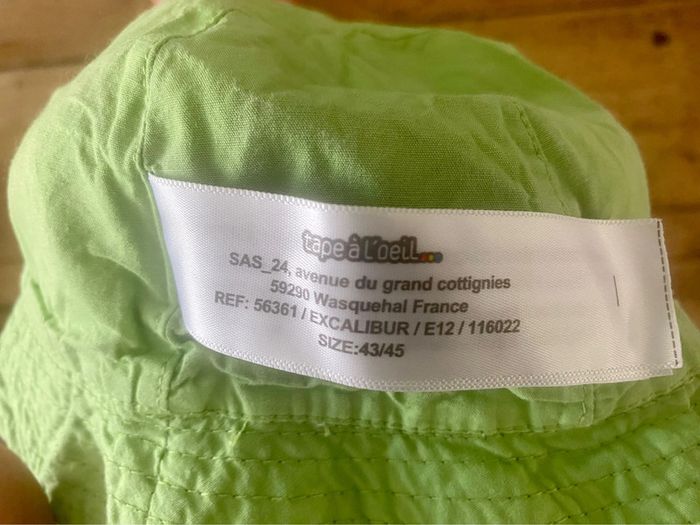 tape à l'oeil...
SAS_24, avenue du grand cottignies
59290 Wasquehal France
REF: 56361 / EXCALIBUR / E12 / 116022
SIZE:43/45